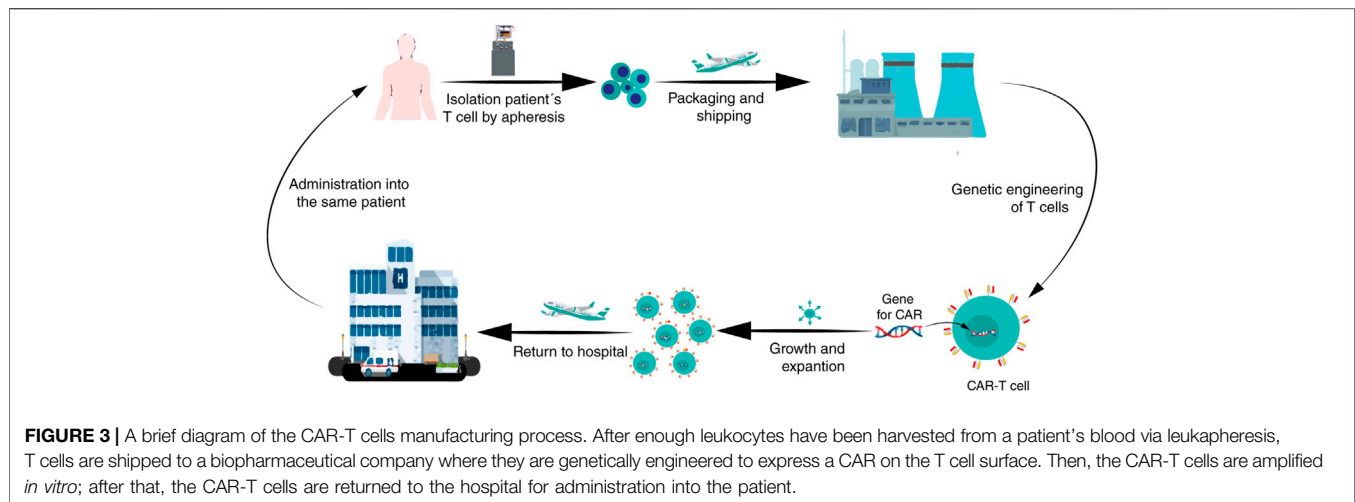 Isolation patient´s
T cell by apheresis
Packaging and
shipping
Genetic engineering
of T cells
Administration into
the same patient
H
Return to hospital
Growth and
expantion
Gene
for CAR
CAR-T cell
FIGURE 3 | A brief diagram of the CAR-T cells manufacturing process. After enough leukocytes have been harvested from a patient’s blood via leukapheresis,
T cells are shipped to a biopharmaceutical company where they are genetically engineered to express a CAR on the T cell surface. Then, the CAR-T cells are amplified
in vitro; after that, the CAR-T cells are returned to the hospital for administration into the patient.